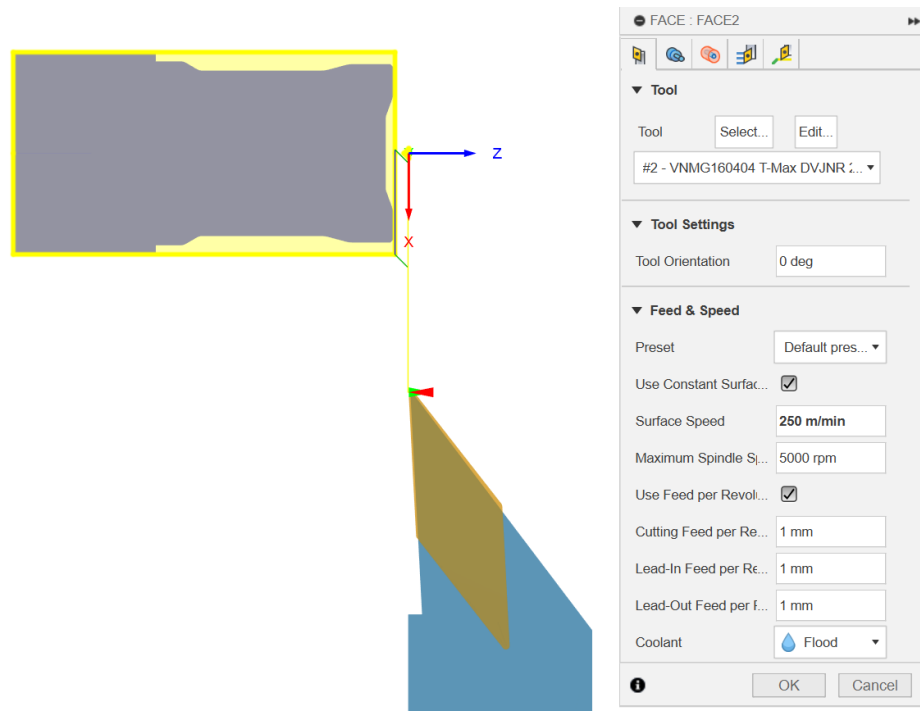 FACE : FACE2
Tool
Tool Select... Edit...
#2 - VNMG160404 T-Max DVJNR 2...
Tool Settings
Tool Orientation 0 deg
Feed & Speed
Preset Default pres...
Use Constant Surfac...
Surface Speed 250 m/min
Maximum Spindle Sp... 5000 rpm
Use Feed per Revolu...
Cutting Feed per Re... 1 mm
Lead-In Feed per Re... 1 mm
Lead-Out Feed per F... 1 mm
Coolant Flood
OK Cancel
Z
X